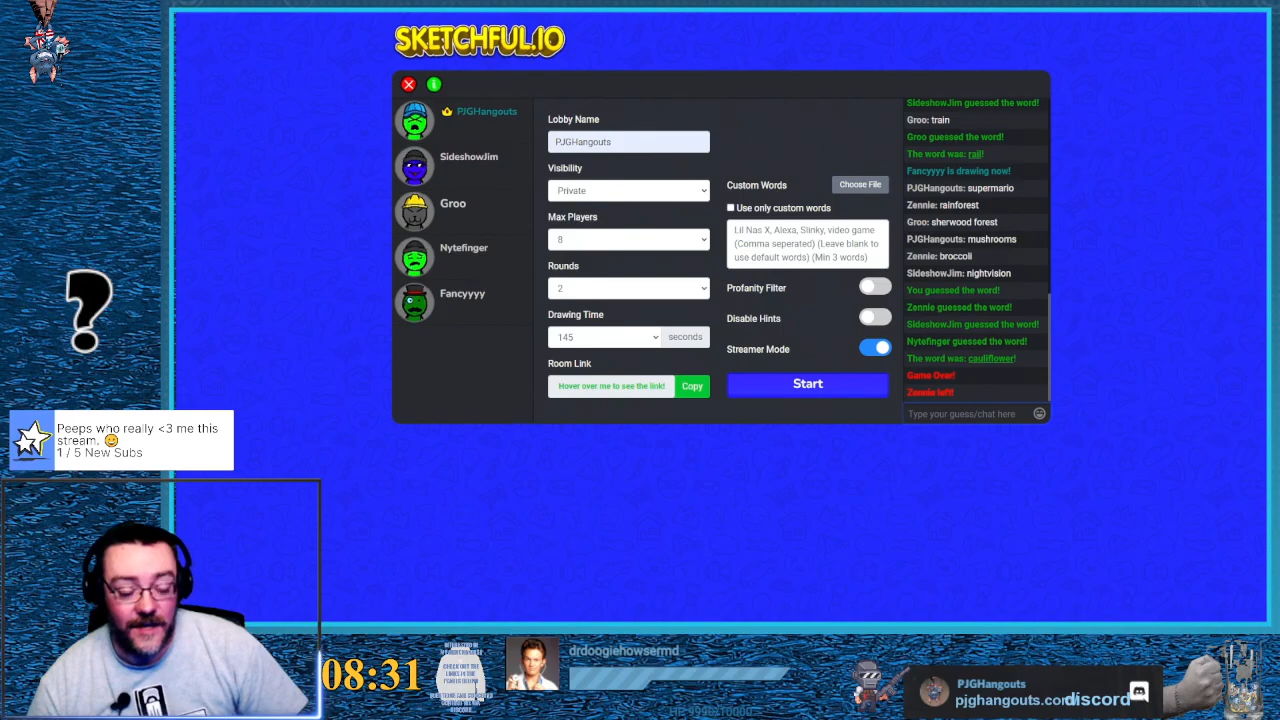 SKETCHFUL.IO
PJGHangouts
SideshowJim
Groo
Nytefinger
Fancyyyy
Lobby Name
PJGHangouts
Visibility
Private
Max Players
8
Rounds
2
Drawing Time
145
seconds
Room Link
Hover over me to see the link!
Copy
Custom Words
Choose File
Use only custom words
Lil Nas X, Alexa, Slinky, video game
(Comma seperated) (Leave blank to
use default words) (Min 3 words)
Profanity Filter
Disable Hints
Streamer Mode
Start
SideshowJim guessed the word!
Groo: train
Groo guessed the word!
The word was: rail!
Fancyyyy is drawing now!
PJGHangouts: supermario
Zennie: rainforest
Groo: sherwood forest
PJGHangouts: mushrooms
Zennie: broccoli
SideshowJim: nightvision
You guessed the word!
Zennie guessed the word!
SideshowJim guessed the word!
Nytefinger guessed the word!
The word was: cauliflower!
Game Over!
Zennie left!
Type your guess/chat here
?
Peeps who really <3 me this
stream.
1 / 5 New Subs
08:31
drdoogiehowsermd
PJGHangouts
pjghangouts.com
discord